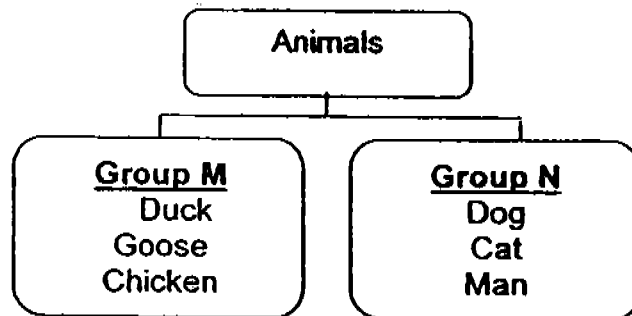 Animals
Group M
Duck
Goose
Chicken
Group N
Dog
Cat
Man